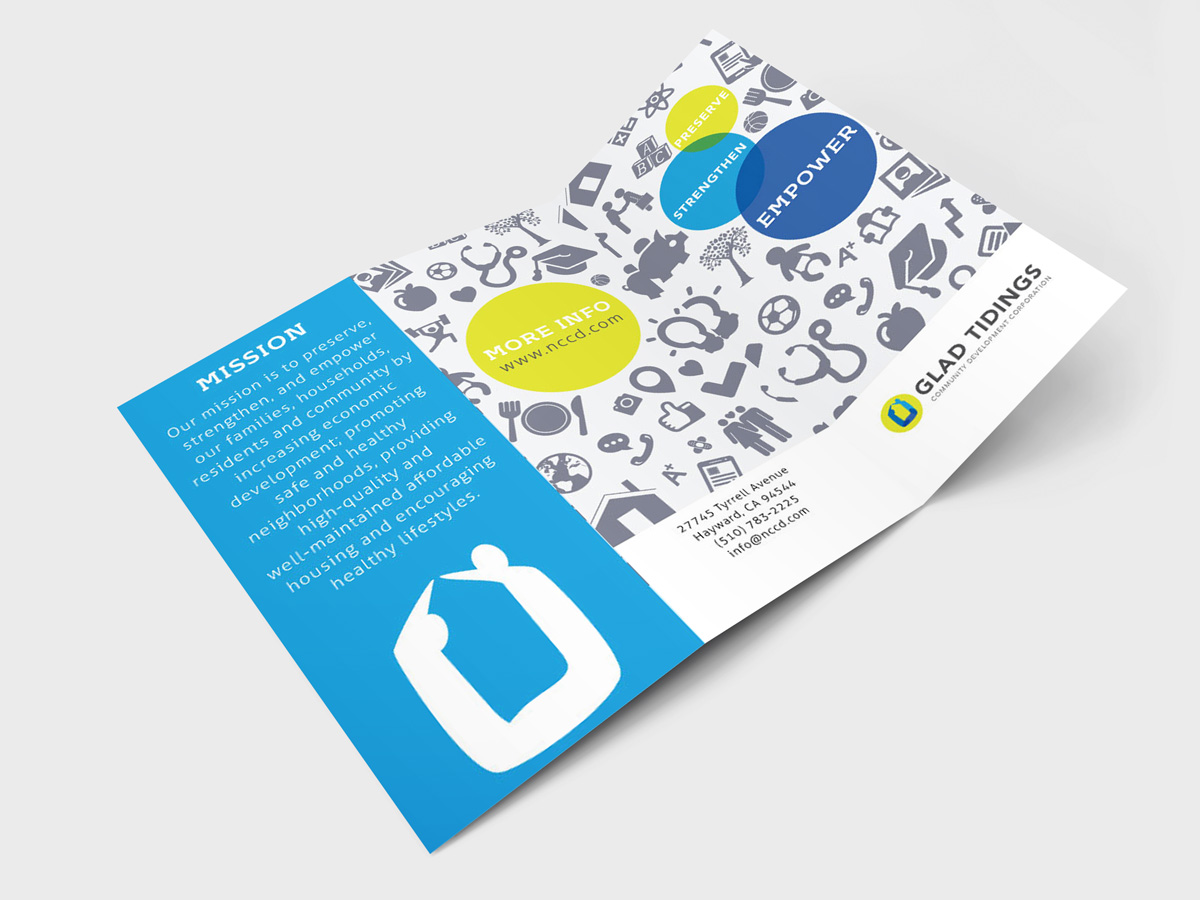 MISSION
Our mission is to preserve,
strengthen, and empower
our families, households,
residents and community by
increasing economic
development; promoting
safe and healthy
neighborhoods, providing
high-quality and
well-maintained affordable
housing and encouraging
healthy lifestyles.
MORE INFO
www.nccd.com
27745 Tyrrell Avenue
Hayward, CA 94544
(510) 783-2225
info@nccd.com
PRESERVE
STRENGTHEN
EMPOWER
A
B C
A+
A+
GLAD TIDINGS
COMMUNITY DEVELOPMENT CORPORATION